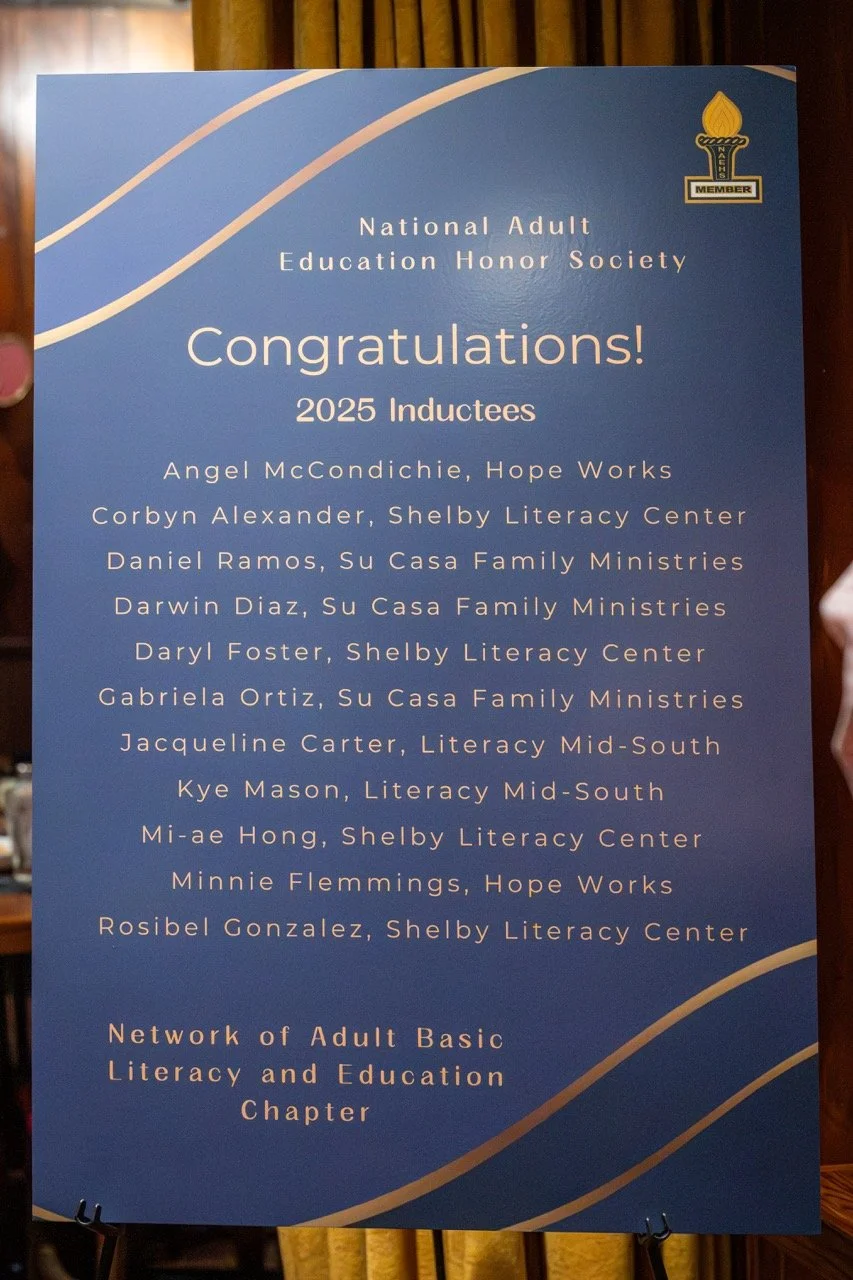 NAEHS
MEMBER
National Adult
Education Honor Society
Congratulations!
2025 Inductees
Angel McCondichie, Hope Works
Corbyn Alexander, Shelby Literacy Center
Daniel Ramos, Su Casa Family Ministries
Darwin Diaz, Su Casa Family Ministries
Daryl Foster, Shelby Literacy Center
Gabriela Ortiz, Su Casa Family Ministries
Jacqueline Carter, Literacy Mid-South
Kye Mason, Literacy Mid-South
Mi-ae Hong, Shelby Literacy Center
Minnie Flemmings, Hope Works
Rosibel Gonzalez, Shelby Literacy Center
Network of Adult Basic
Literacy and Education
Chapter